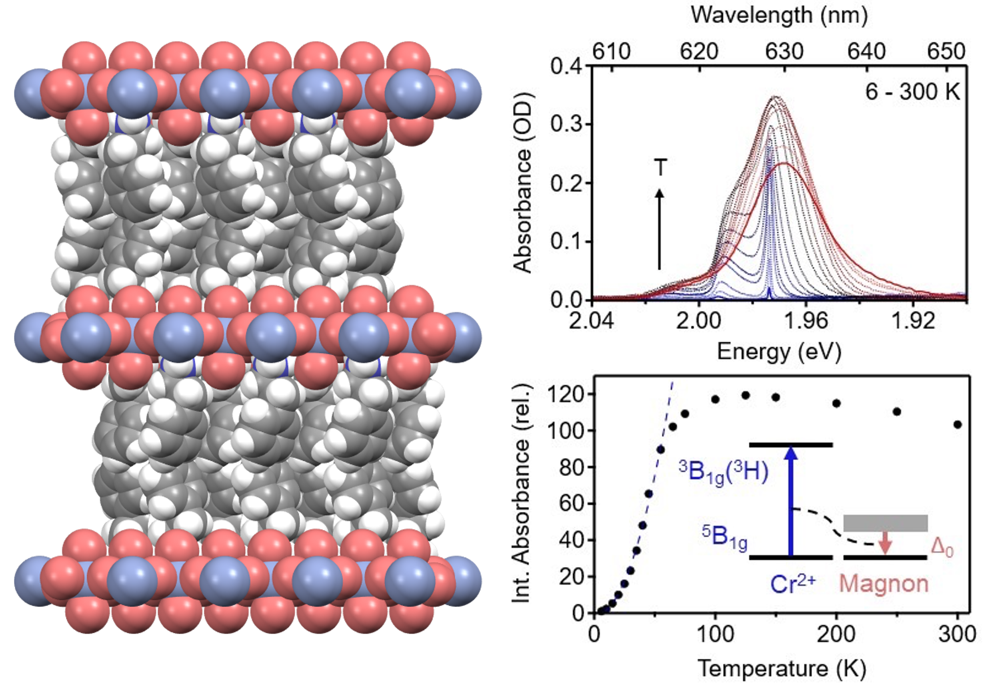 Wavelength (nm)
610 620 630 640 650
0.4
0.3
0.2
0.1
0.0
Absorbance (OD)
6 - 300 K
T
2.04 2.00 1.96 1.92
Energy (eV)
120
100
80
60
40
20
0
Int. Absorbance (rel.)
³B₁g(³H)
⁵B₁g
Δ₀
Cr²⁺ Magnon
0 100 200 300
Temperature (K)